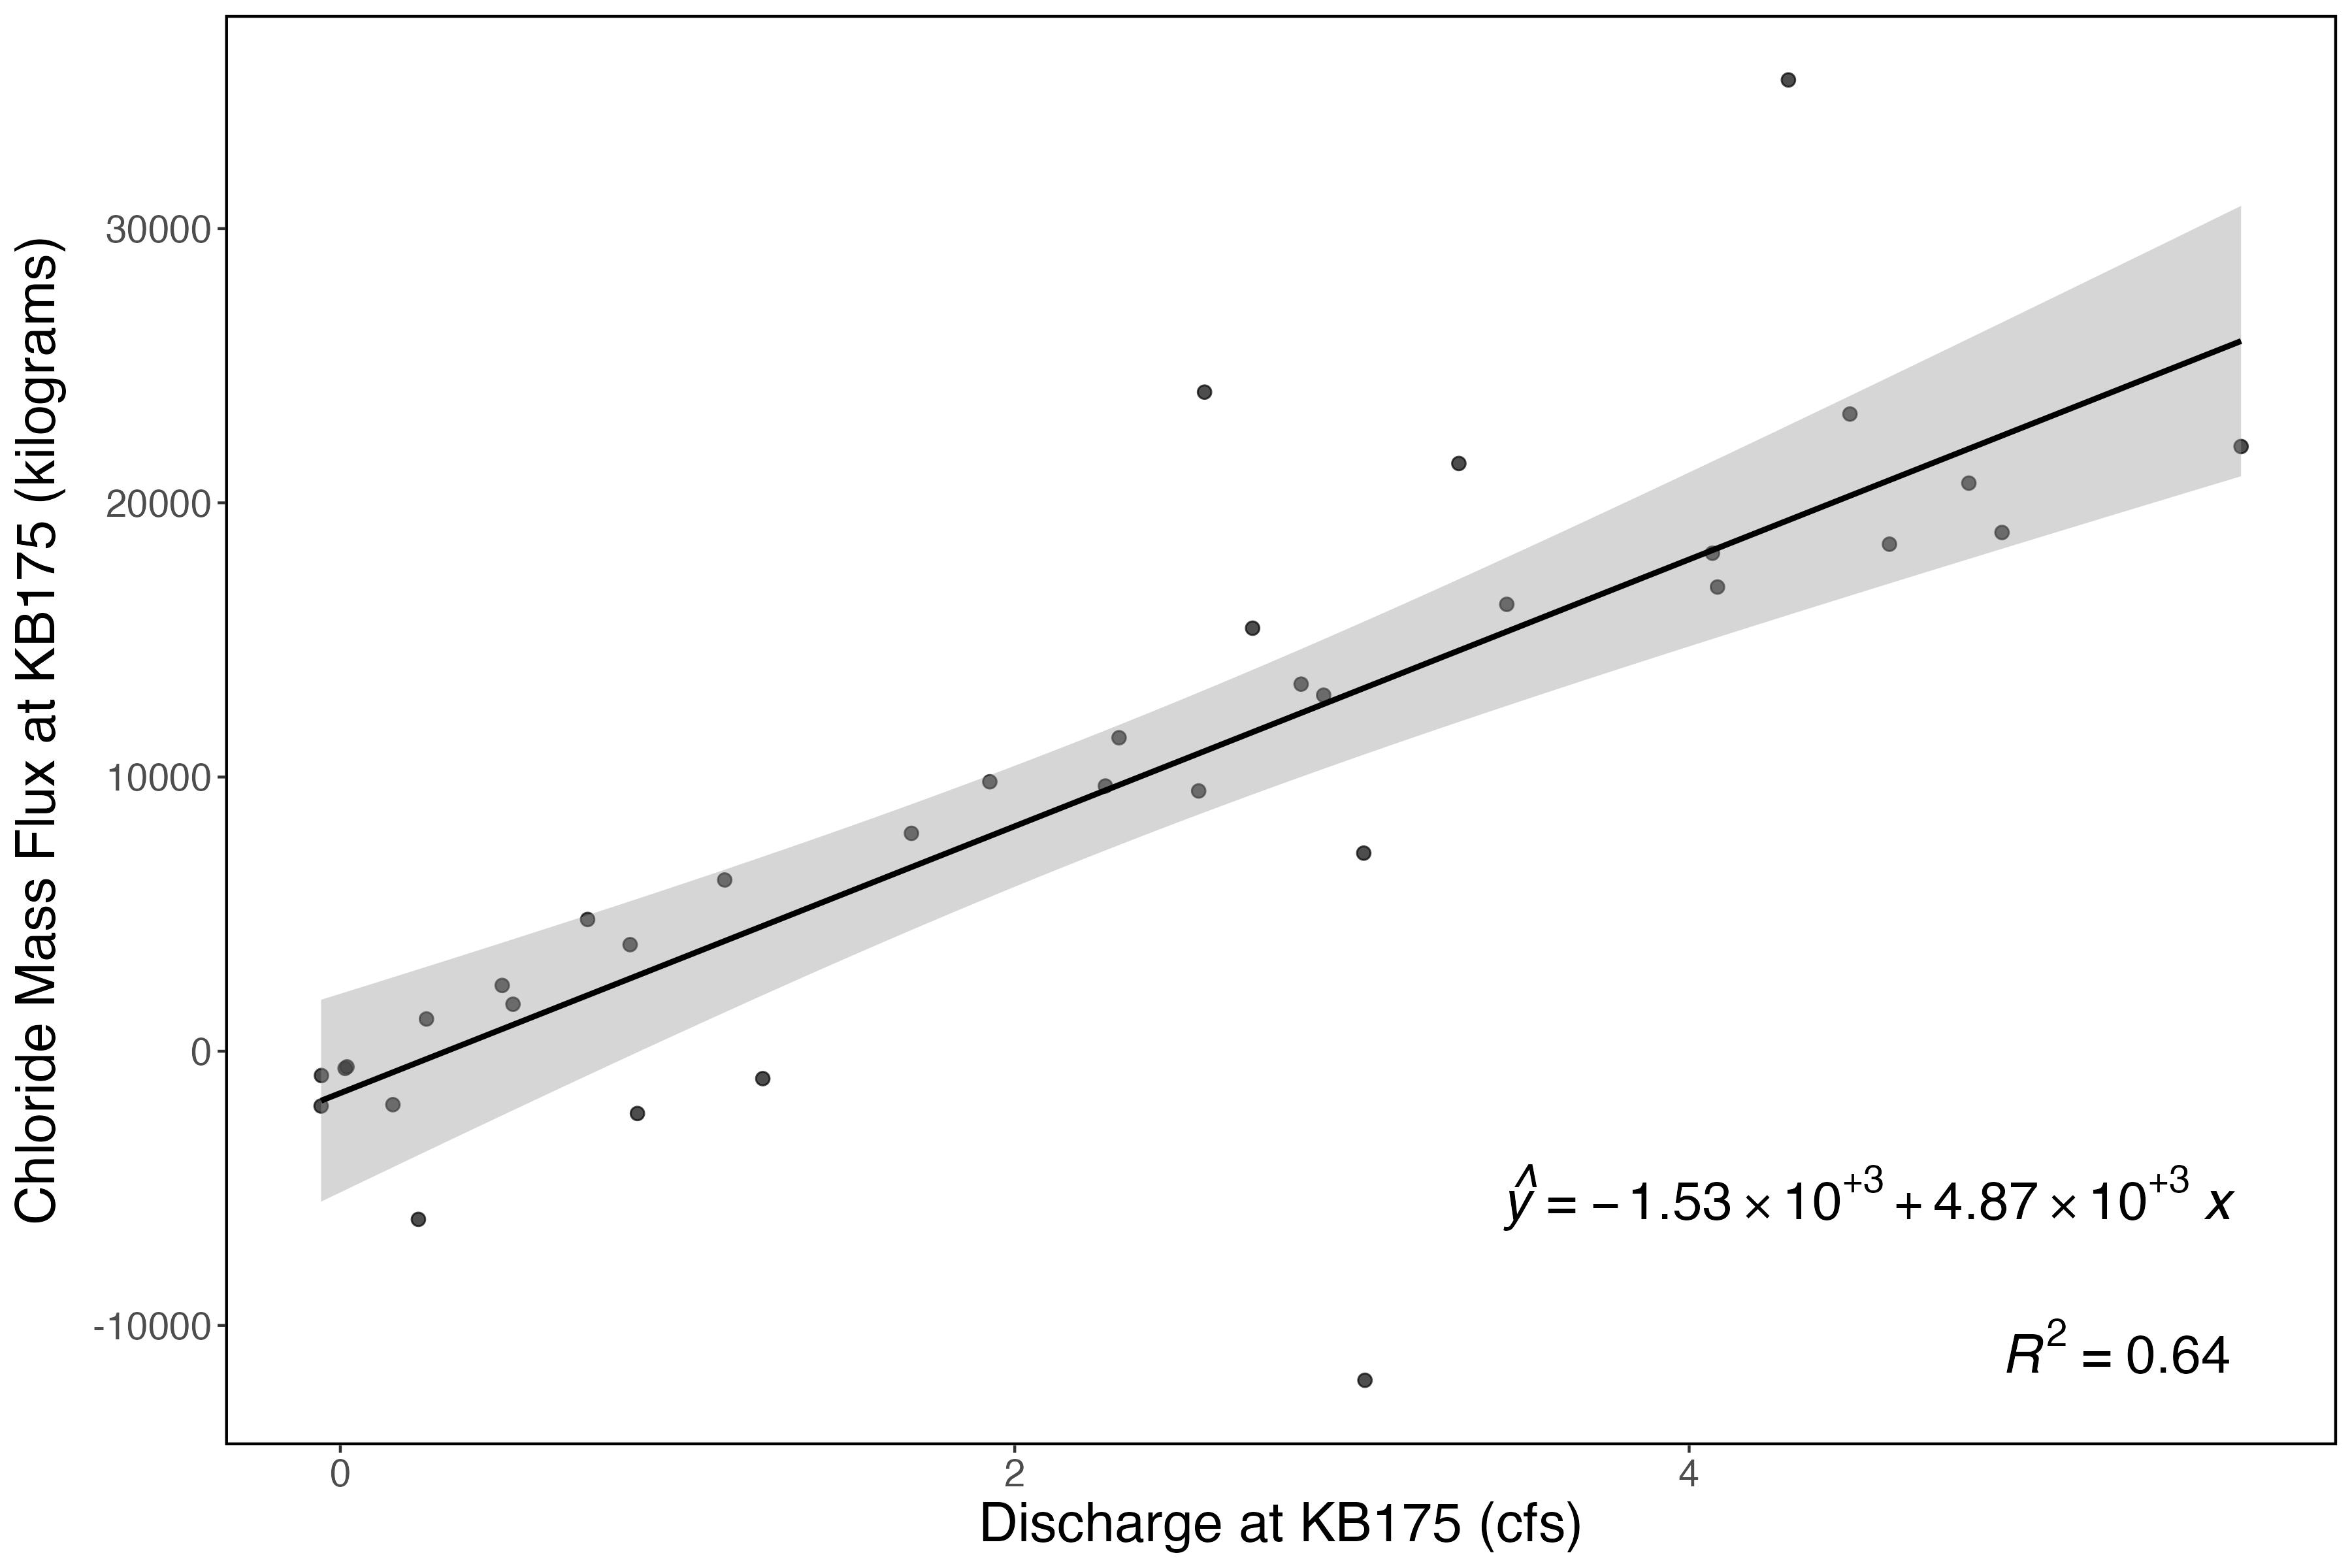 Chloride Mass Flux at KB175 (kilograms)
30000
20000
10000
0
-10000
ŷ = − 1.53 × 10⁺³ + 4.87 × 10⁺³ x
R² = 0.64
0 2 4
Discharge at KB175 (cfs)